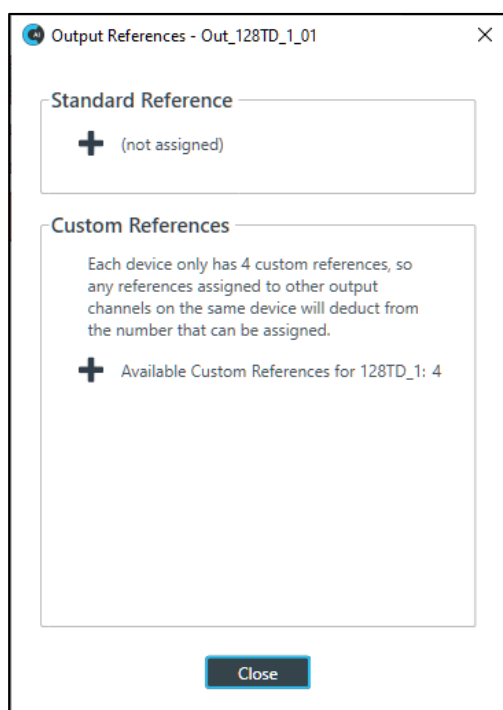 Output References - Out_128TD_1_01
Standard Reference
(not assigned)
Custom References
Each device only has 4 custom references, so
any references assigned to other output
channels on the same device will deduct from
the number that can be assigned.
Available Custom References for 128TD_1: 4
Close